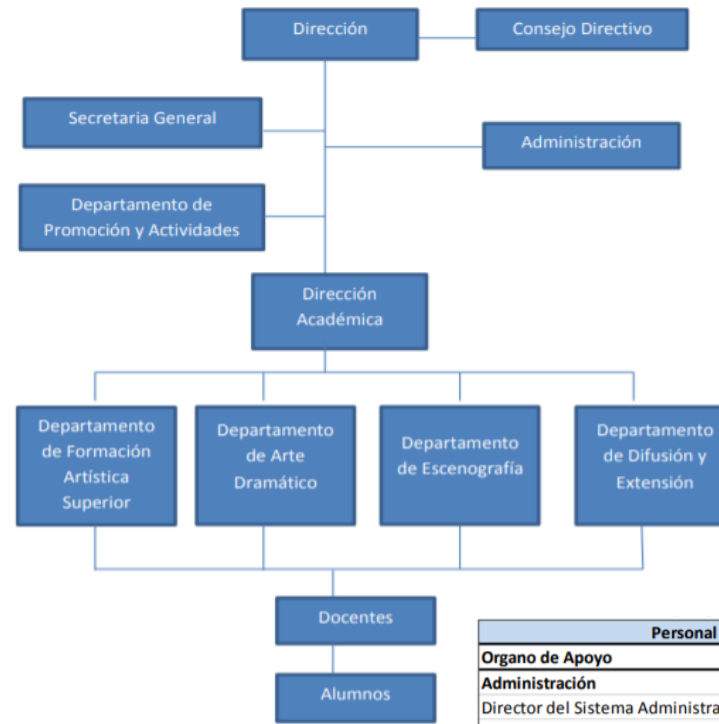 Dirección
Consejo Directivo
Secretaria General
Administración
Departamento de
Promoción y Actividades
Dirección
Académica
Departamento
de Formación
Artística
Superior
Departamento
de Arte
Dramático
Departamento
de Escenografía
Departamento
de Difusión y
Extensión
Docentes
Alumnos
Personal
Organo de Apoyo
Administración
Director del Sistema Administra